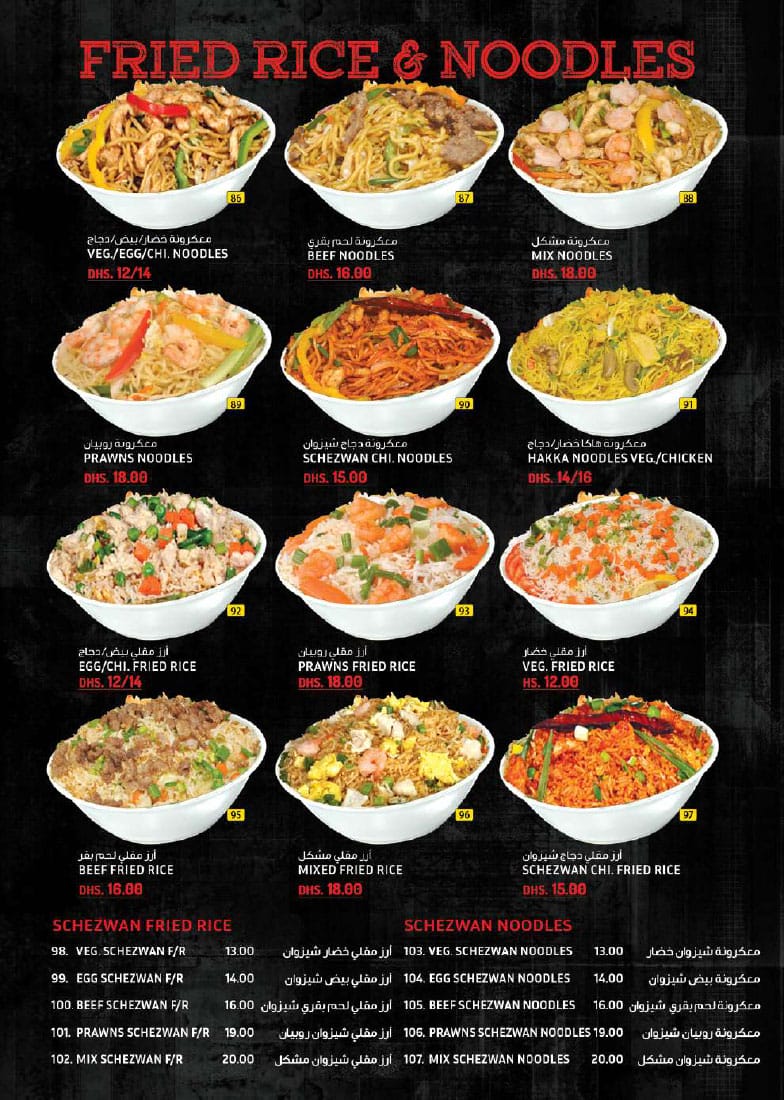 FRIED RICE & NOODLES
86
87
88
معكرونة خضار/بيض/دجاج
VEG./EGG/CHI. NOODLES
DHS. 12/14
معكرونة لحم بقري
BEEF NOODLES
DHS. 16.00
معكرونة مشكل
MIX NOODLES
DHS. 18.00
89
90
91
معكرونة روبيان
PRAWNS NOODLES
DHS. 18.00
معكرونة دجاج شيزوان
SCHEZWAN CHI. NOODLES
DHS. 15.00
معكرونة هاكا خضار/دجاج
HAKKA NOODLES VEG./CHICKEN
DHS. 14/16
92
93
94
أرز مقلي بيض/دجاج
EGG/CHI. FRIED RICE
DHS. 12/14
أرز مقلي روبيان
PRAWNS FRIED RICE
DHS. 18.00
أرز مقلي خضار
VEG. FRIED RICE
HS. 12.00
95
96
97
أرز مقلي لحم بقر
BEEF FRIED RICE
DHS. 16.00
أرز مقلي مشكل
MIXED FRIED RICE
DHS. 18.00
أرز مقلي دجاج شيزوان
SCHEZWAN CHI. FRIED RICE
DHS. 15.00
SCHEZWAN FRIED RICE
98. VEG. SCHEZWAN F/R 13.00 أرز مقلي خضار شيزوان
99. EGG SCHEZWAN F/R 14.00 أرز مقلي بيض شيزوان
100. BEEF SCHEZWAN F/R 16.00 أرز مقلي لحم بقري شيزوان
101. PRAWNS SCHEZWAN F/R 19.00 أرز مقلي شيزوان روبيان
102. MIX SCHEZWAN F/R 20.00 أرز مقلي شيزوان مشكل
SCHEZWAN NOODLES
103. VEG. SCHEZWAN NOODLES 13.00 معكرونة شيزوان خضار
104. EGG SCHEZWAN NOODLES 14.00 معكرونة بيض شيزوان
105. BEEF SCHEZWAN NOODLES 16.00 معكرونة لحم بقري شيزوان
106. PRAWNS SCHEZWAN NOODLES 19.00 معكرونة روبيان شيزوان
107. MIX SCHEZWAN NOODLES 20.00 معكرونة شيزوان مشكل